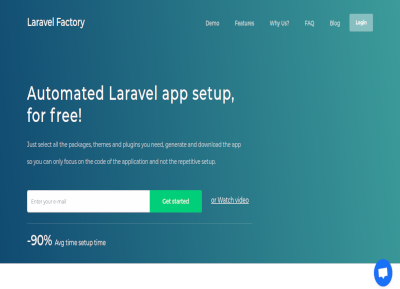 Laravel Factory
Demo Features Why Us? FAQ Blog Login
Automated Laravel app setup,
for free!
Just select all the packages, themes and plugins you need, generate and download the app
so you can only focus on the code of the application and not the repetitive setup.
Enter your e-mail Get started or Watch video
-90% Avg time setup time